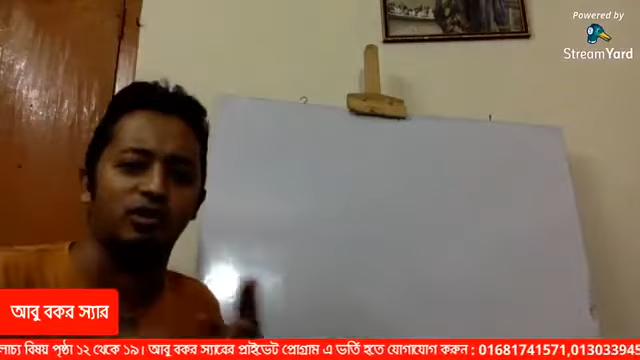 Powered by
StreamYard
আবু বকর স্যার
লোচ্য বিষয় পৃষ্ঠা ১২ থেকে ১৯। আবু বকর স্যারের প্রাইভেট প্রোগ্রাম এ ভর্তি হতে যোগাযোগ করুন : 01681741571,013033945